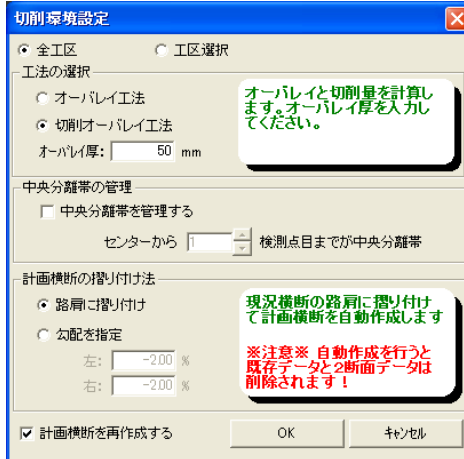 切削環境設定
全工区 工区選択
工法の選択
オーバレイ工法
切削オーバレイ工法
オーバレイ厚: 50 mm
オーバレイと切削量を計算し
ます。オーバレイ厚を入力し
てください。
中央分離帯の管理
中央分離帯を管理する
センターから 1 検測点目までが中央分離帯
計画横断の摺り付け法
路肩に摺り付け
勾配を指定
左: -2.00 %
右: -2.00 %
現況横断の路肩に摺り付け
て計画横断を自動作成します
※注意※ 自動作成を行うと
既存データと2断面データは
削除されます!
計画横断を再作成する OK キャンセル